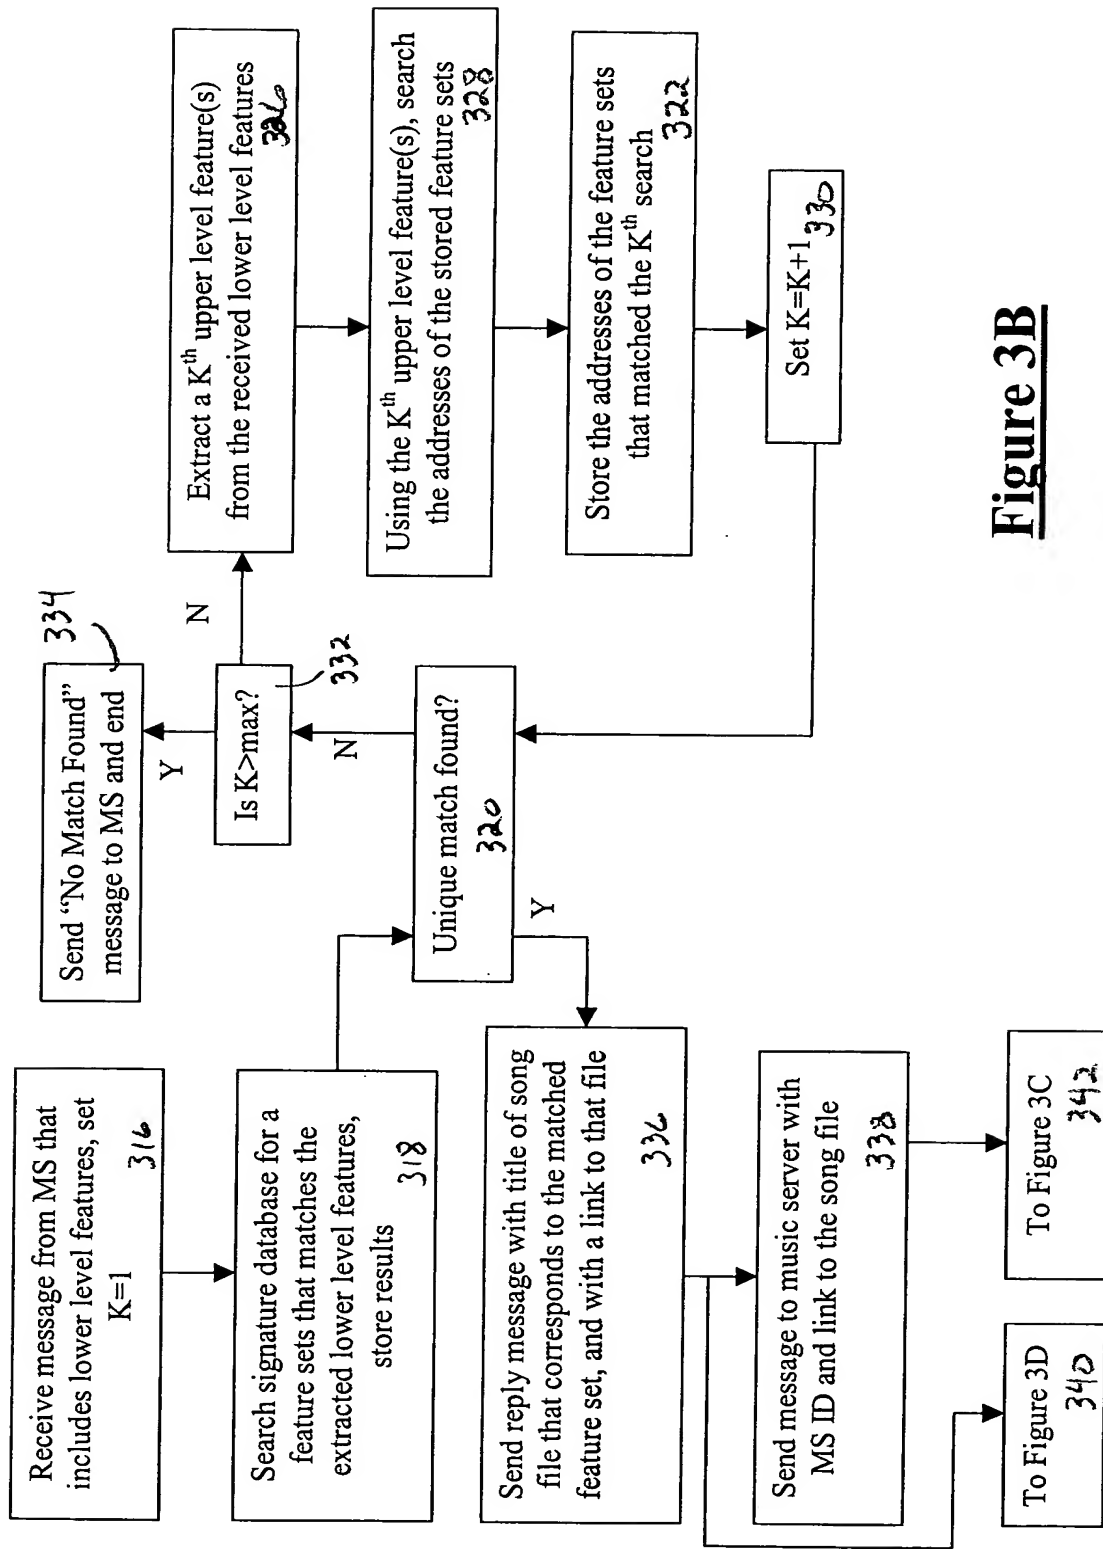 Receive message from MS that
includes lower level features, set
K=1
316
Search signature database for a
feature sets that matches the
extracted lower level features,
store results
318
Unique match found?
320
N
Y
Is K>max?
332
Y
N
Send “No Match Found”
message to MS and end
334
Extract a Kth upper level feature(s)
from the received lower level features
326
Using the Kth upper level feature(s), search
the addresses of the stored feature sets
328
Store the addresses of the feature sets
that matched the Kth search
322
Set K=K+1
330
Send reply message with title of song
file that corresponds to the matched
feature set, and with a link to that file
336
Send message to music server with
MS ID and link to the song file
338
To Figure 3D
340
To Figure 3C
342
Figure 3B